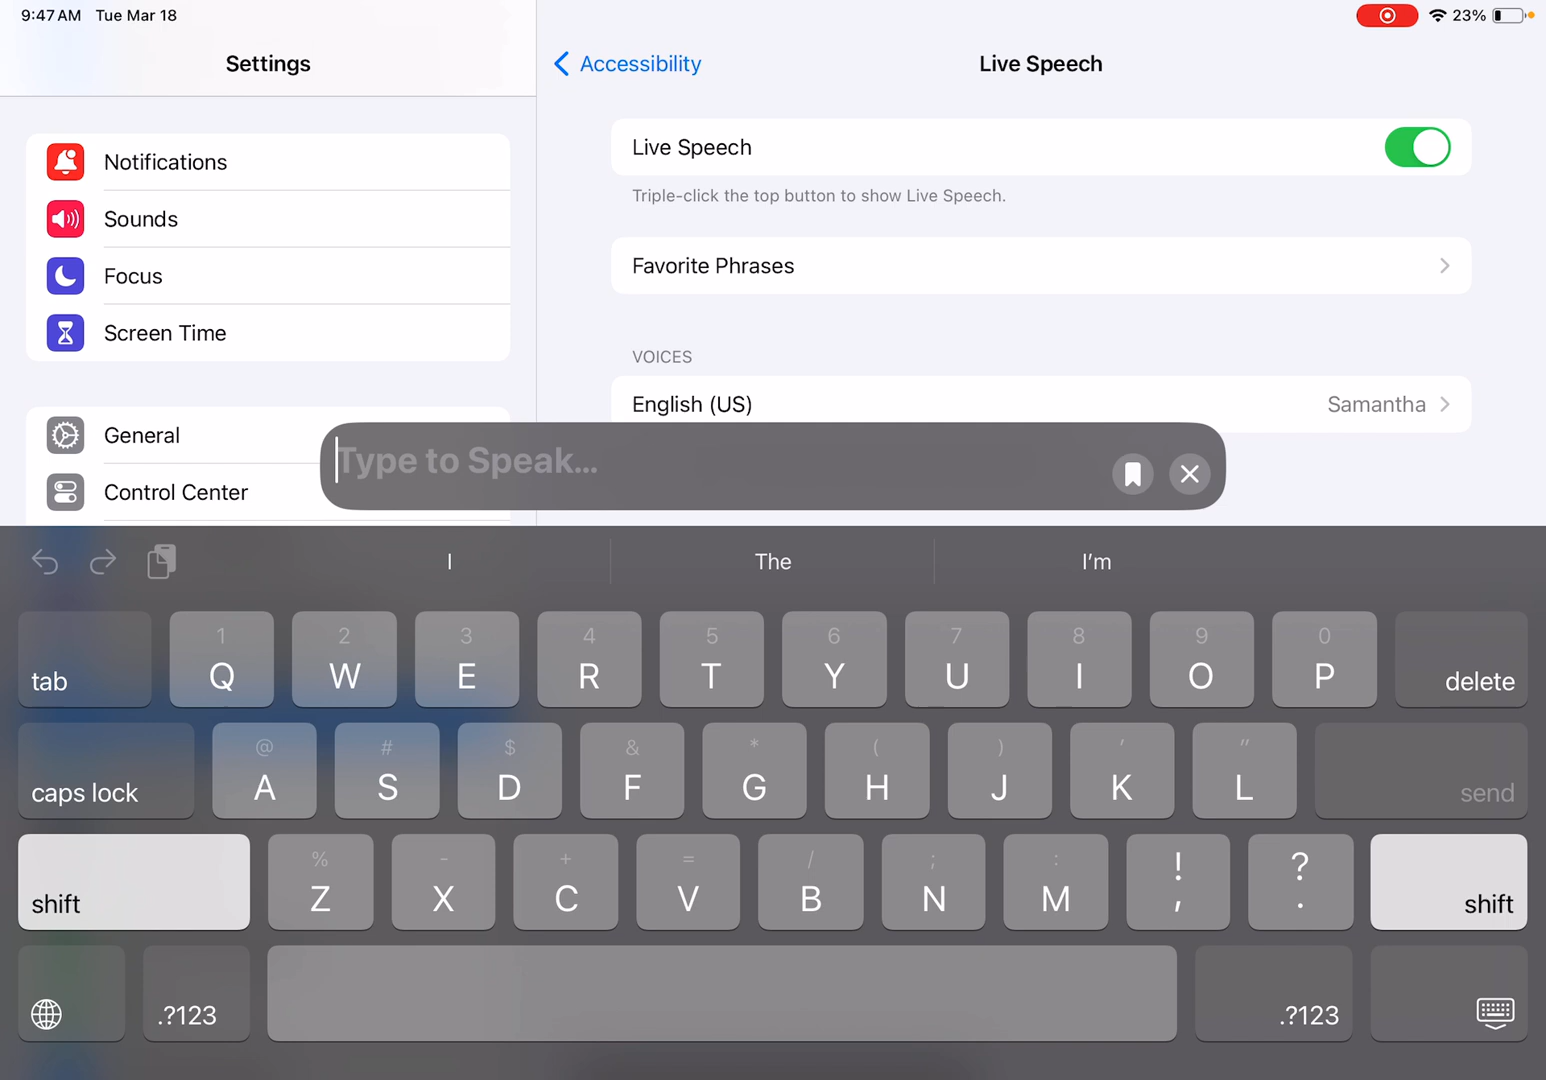 9:47 AM Tue Mar 18
23%
Settings
Accessibility
Live Speech
Notifications
Sounds
Focus
Screen Time
General
Control Center
Live Speech
Triple-click the top button to show Live Speech.
Favorite Phrases
VOICES
English (US) Samantha
Type to Speak...
I The I'm
1 2 3 4 5 6 7 8 9 0
tab Q W E R T Y U I O P delete
@ # $ & * ( ) ' "
caps lock A S D F G H J K L send
% - + = / ; : ! ?
shift Z X C V B N M , . shift
.?123 .?123